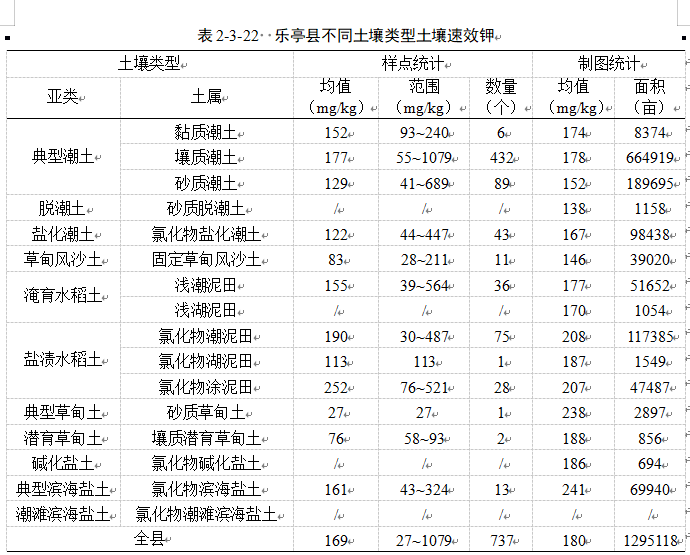 表 2-3-22 乐亭县不同土壤类型土壤速效钾
土壤类型 样点统计 制图统计
亚类 土属 均值（mg/kg） 范围（mg/kg） 数量（个） 均值（mg/kg） 面积（亩）
典型潮土 黏质潮土 152 93~240 6 174 8374
壤质潮土 177 55~1079 432 178 664919
砂质潮土 129 41~689 89 152 189695
脱潮土 砂质脱潮土 / / / 138 1158
盐化潮土 氯化物盐化潮土 122 44~447 43 167 98438
草甸风沙土 固定草甸风沙土 83 28~211 11 146 39020
淹育水稻土 浅潮泥田 155 39~564 36 177 51652
浅湖泥田 / / / 170 1054
盐渍水稻土 氯化物潮泥田 190 30~487 75 208 117385
氯化物湖泥田 113 113 1 187 1549
氯化物涂泥田 252 76~521 28 207 47487
典型草甸土 砂质草甸土 27 27 1 238 2897
潜育草甸土 壤质潜育草甸土 76 58~93 2 188 856
碱化盐土 氯化物碱化盐土 / / / 186 694
典型滨海盐土 氯化物滨海盐土 161 43~324 13 241 69940
潮滩滨海盐土 氯化物潮滩滨海盐土 / / / / /
全县 169 27~1079 737 180 1295118